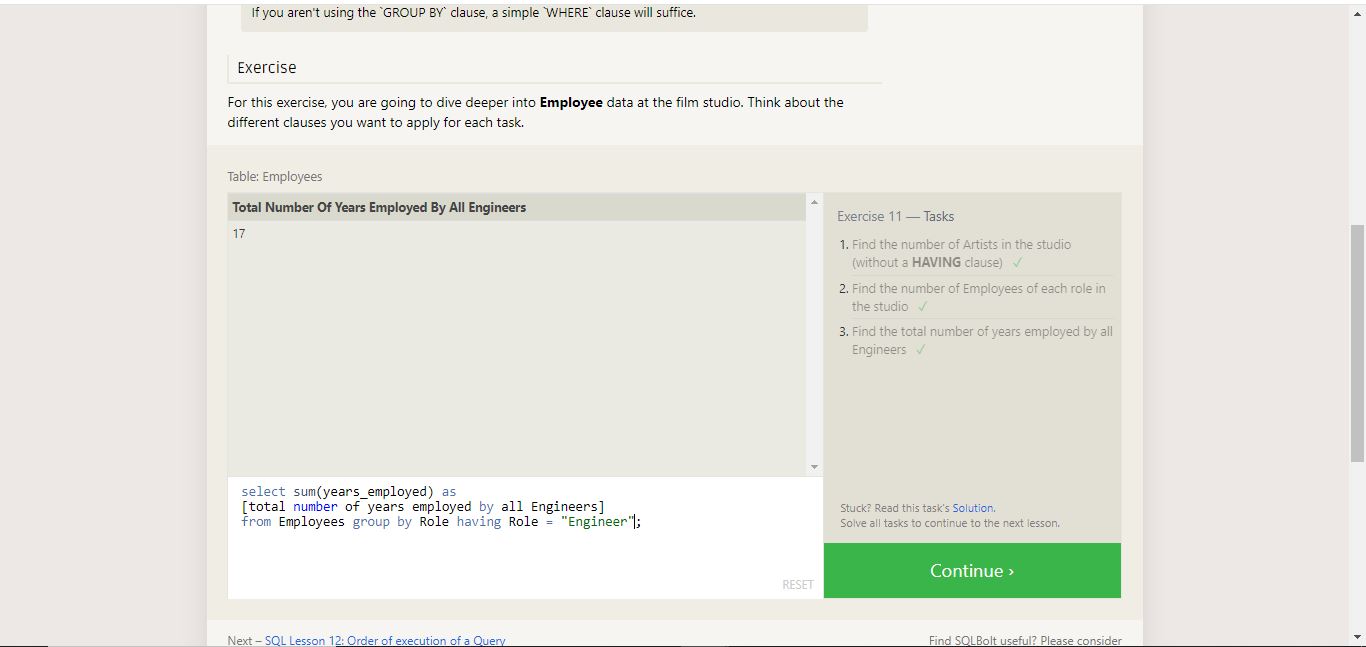 If you aren't using the `GROUP BY` clause, a simple `WHERE` clause will suffice.
Exercise
For this exercise, you are going to dive deeper into Employee data at the film studio. Think about the
different clauses you want to apply for each task.
Table: Employees
Total Number Of Years Employed By All Engineers
17
select sum(years_employed) as
[total number of years employed by all Engineers]
from Employees group by Role having Role = "Engineer";
RESET
Exercise 11 — Tasks
1. Find the number of Artists in the studio
(without a HAVING clause) ✓
2. Find the number of Employees of each role in
the studio ✓
3. Find the total number of years employed by all
Engineers ✓
Stuck? Read this task's Solution.
Solve all tasks to continue to the next lesson.
Continue ›
Next – SQL Lesson 12: Order of execution of a Query
Find SQLBolt useful? Please consider